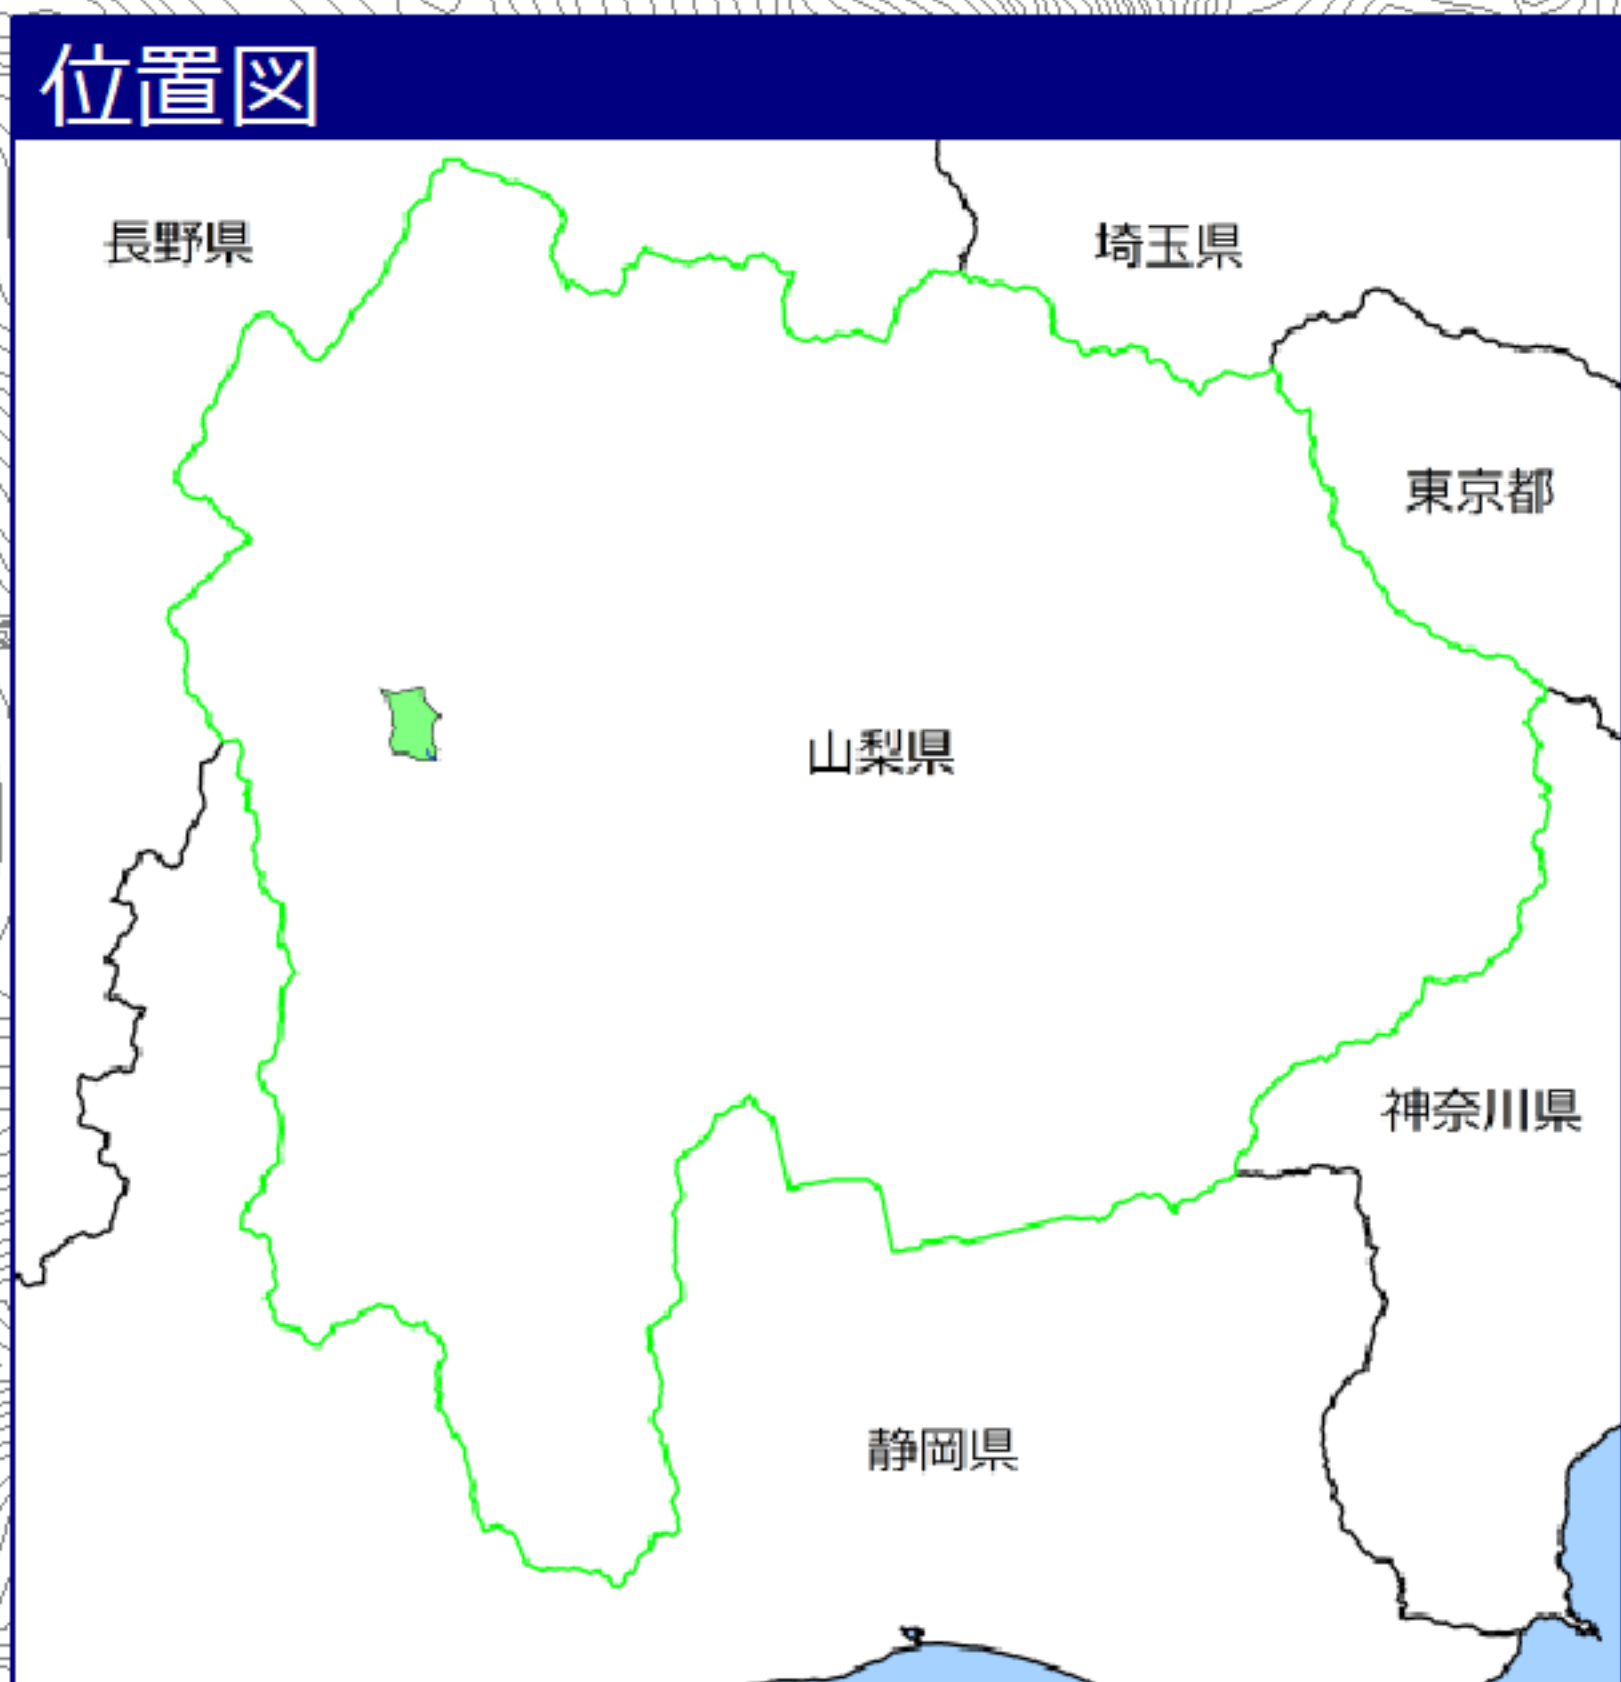 位置図
長野県
埼玉県
東京都
山梨県
神奈川県
静岡県